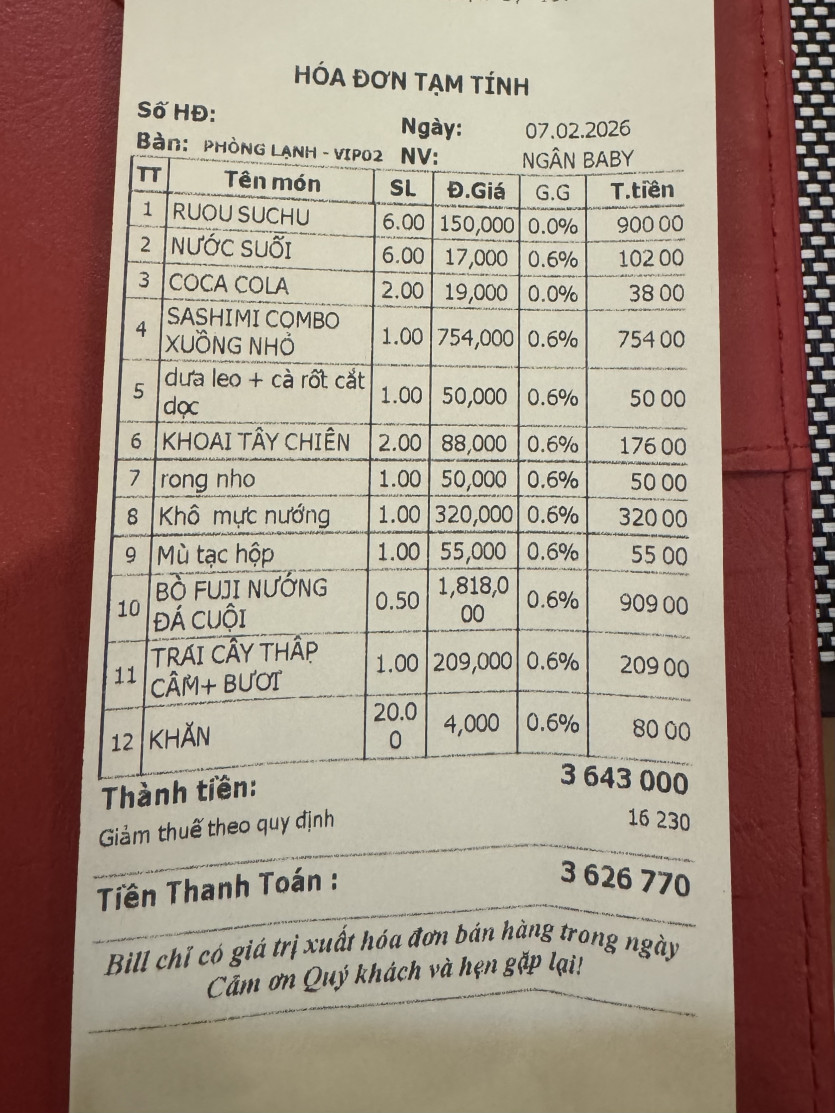 HÓA ĐƠN TẠM TÍNH
Số HĐ:
Ngày: 07.02.2026
Bàn: PHÒNG LẠNH - VIP02 NV: NGÂN BABY
TT Tên món SL Đ.Giá G.G T.tiền
1 RUOU SUCHU 6.00 150,000 0.0% 900 00
2 NƯỚC SUỐI 6.00 17,000 0.6% 102 00
3 COCA COLA 2.00 19,000 0.0% 38 00
4 SASHIMI COMBO
XUỒNG NHỎ 1.00 754,000 0.6% 754 00
5 dưa leo + cà rốt cắt
dọc 1.00 50,000 0.6% 50 00
6 KHOAI TÂY CHIÊN 2.00 88,000 0.6% 176 00
7 rong nho 1.00 50,000 0.6% 50 00
8 Khô mực nướng 1.00 320,000 0.6% 320 00
9 Mù tạc hộp 1.00 55,000 0.6% 55 00
10 BÒ FUJI NƯỚNG
ĐÁ CUỘI 0.50 1,818,0
00 0.6% 909 00
11 TRÁI CÂY THẬP
CẨM+ BƯỞI 1.00 209,000 0.6% 209 00
12 KHĂN 20.0
0 4,000 0.6% 80 00
Thành tiền: 3 643 000
Giảm thuế theo quy định 16 230
Tiền Thanh Toán : 3 626 770
Bill chỉ có giá trị xuất hóa đơn bán hàng trong ngày
Cảm ơn Quý khách và hẹn gặp lại!